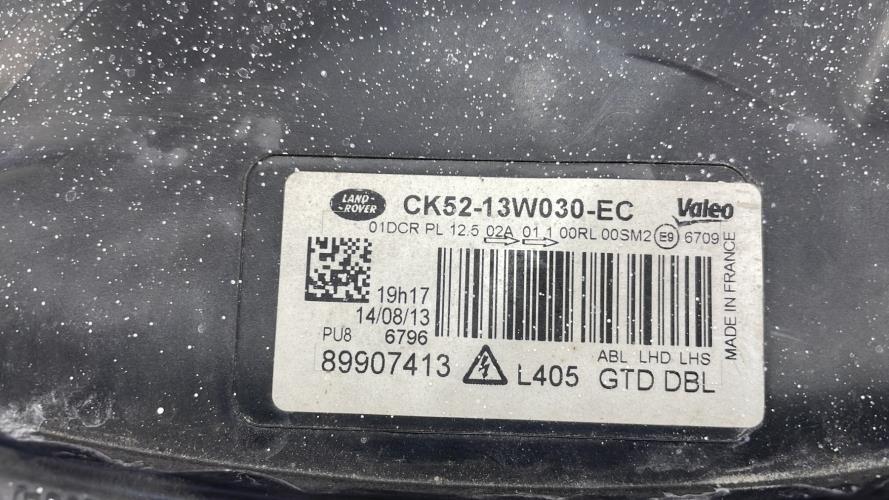 LAND-
-ROVER
CK52-13W030-EC
Valeo
01DCR PL 12.5 02A 01.1 00RL 00SM2 E9 6709
19h17
14/08/13
PU8 6796
89907413
L405
ABL LHD LHS
GTD DBL
MADE IN FRANCE